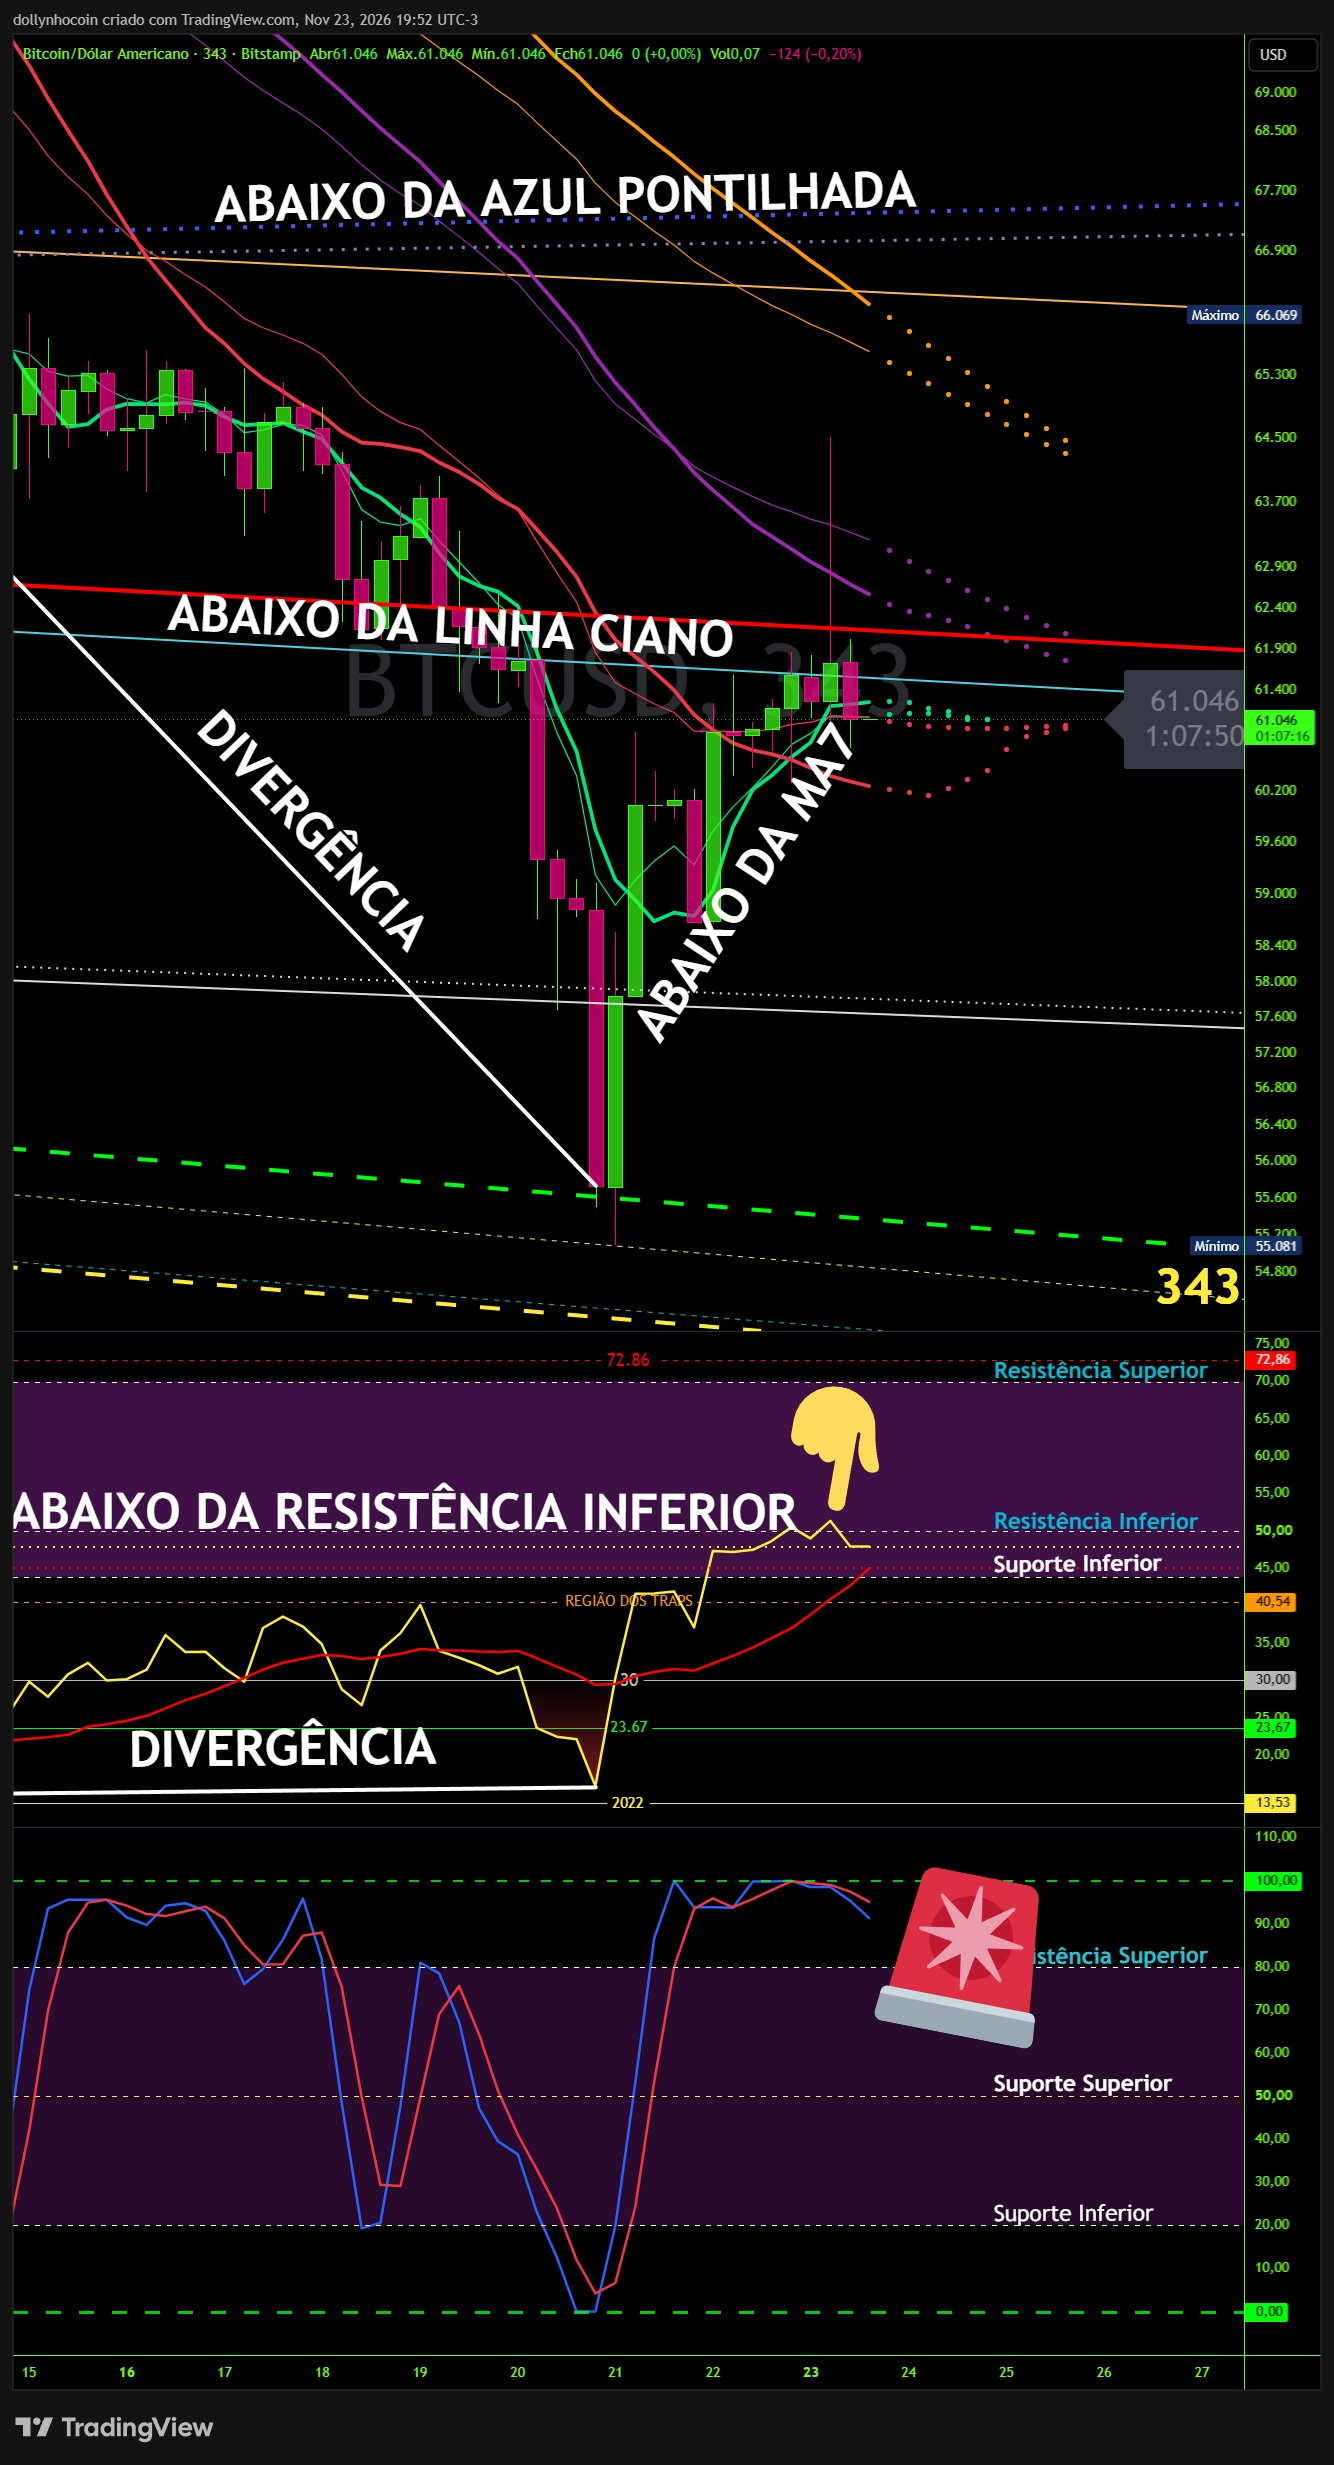 dollynhocoin criado com TradingView.com, Nov 23, 2026 19:52 UTC-3
Bitcoin/Dólar Americano · 343 · Bitstamp Abr61.046 Máx.61.046 Mín.61.046 Fch61.046 0 (+0,00%) Vol0,07 −124 (−0,20%)
USD
69.000
68.500
ABAIXO DA AZUL PONTILHADA
67.700
66.900
Máximo 66.069
65.300
64.500
63.700
62.900
62.400
ABAIXO DA LINHA CIANO
61.900
BTCUSD, 343
61.400
61.046
1:07:50
61.046
01:07:16
DIVERGÊNCIA
ABAIXO DA MA7
60.200
59.600
59.000
58.400
58.000
57.600
57.200
56.800
56.400
56.000
55.600
55.200
Mínimo 55.081
54.800
343
75,00
72.86
72,86
Resistência Superior
70,00
65,00
60,00
55,00
ABAIXO DA RESISTÊNCIA INFERIOR
Resistência Inferior
50,00
Suporte Inferior
45,00
REGIÃO DOS TRAPS
40,54
35,00
30
30,00
25,00
23.67
23,67
DIVERGÊNCIA
20,00
2022
13,53
110,00
100,00
90,00
istência Superior
80,00
70,00
60,00
Suporte Superior
50,00
40,00
30,00
Suporte Inferior
20,00
10,00
0,00
15 16 17 18 19 20 21 22 23 24 25 26 27
TradingView